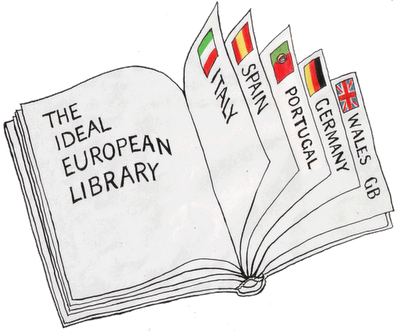 THE
IDEAL
EUROPEAN
LIBRARY
ITALY
SPAIN
PORTUGAL
GERMANY
WALES GB